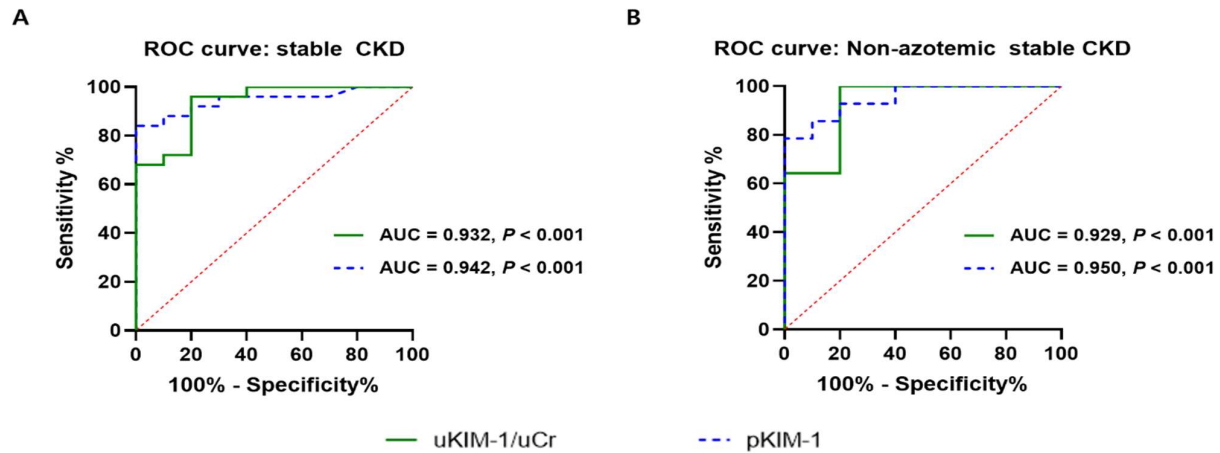 A
ROC curve: stable CKD
100
80
60
40
20
0
Sensitivity %
AUC = 0.932, P < 0.001
AUC = 0.942, P < 0.001
0 20 40 60 80 100
100% - Specificity%
B
ROC curve: Non-azotemic stable CKD
100
80
60
40
20
0
Sensitivity %
AUC = 0.929, P < 0.001
AUC = 0.950, P < 0.001
0 20 40 60 80 100
100% - Specificity%
uKIM-1/uCr
pKIM-1